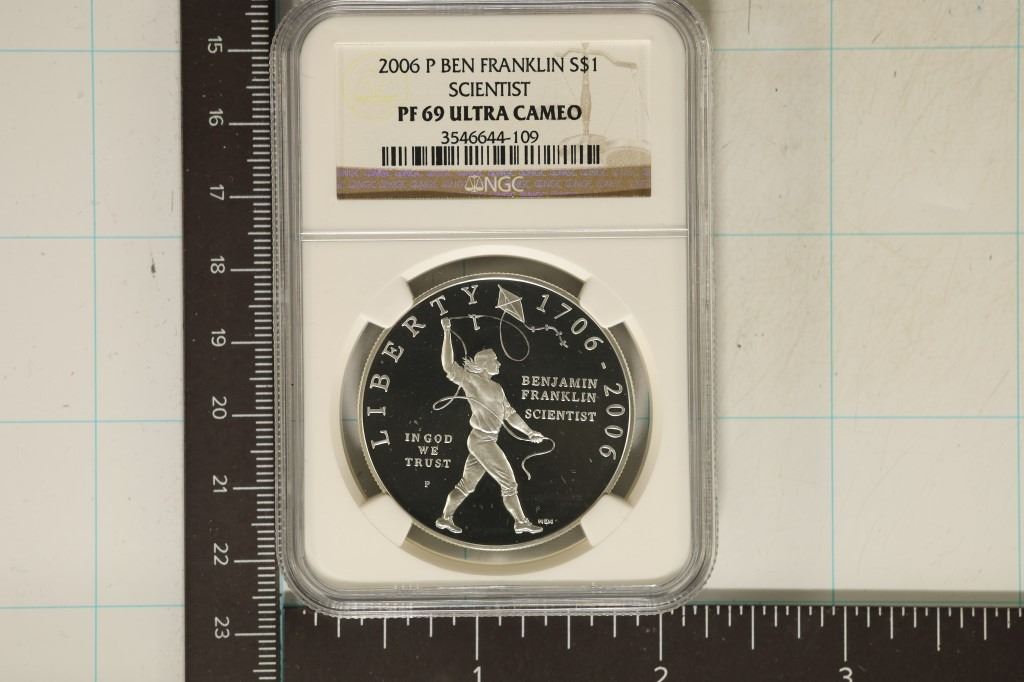 2006 P BEN FRANKLIN S$1
SCIENTIST
PF 69 ULTRA CAMEO
3546644-109
NGC
LIBERTY 1706-2006
BENJAMIN
FRANKLIN
SCIENTIST
IN GOD
WE
TRUST
P
15
16
17
18
19
20
21
22
23
1 2 3